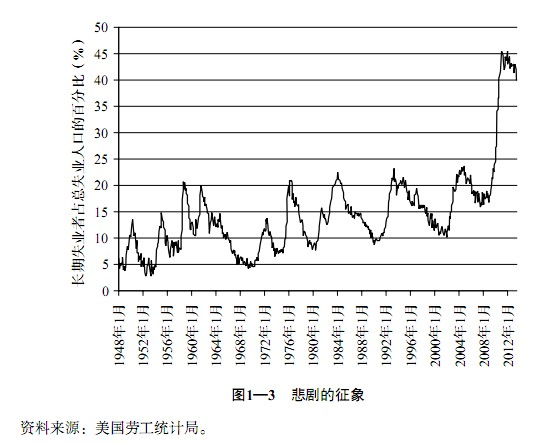 长期失业者占总失业人口的百分比（%）
50
45
40
35
30
25
20
15
10
5
0
1948年1月
1952年1月
1956年1月
1960年1月
1964年1月
1968年1月
1972年1月
1976年1月
1980年1月
1984年1月
1988年1月
1992年1月
1996年1月
2000年1月
2004年1月
2008年1月
2012年1月
图1—3 悲剧的征象
资料来源：美国劳工统计局。